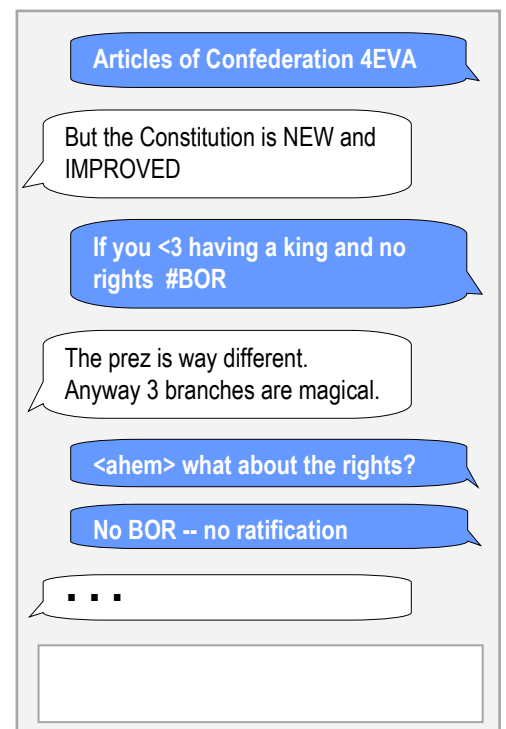 Articles of Confederation 4EVA
But the Constitution is NEW and
IMPROVED
If you <3 having a king and no
rights  #BOR
The prez is way different.
Anyway 3 branches are magical.
<ahem> what about the rights?
No BOR -- no ratification
. . .